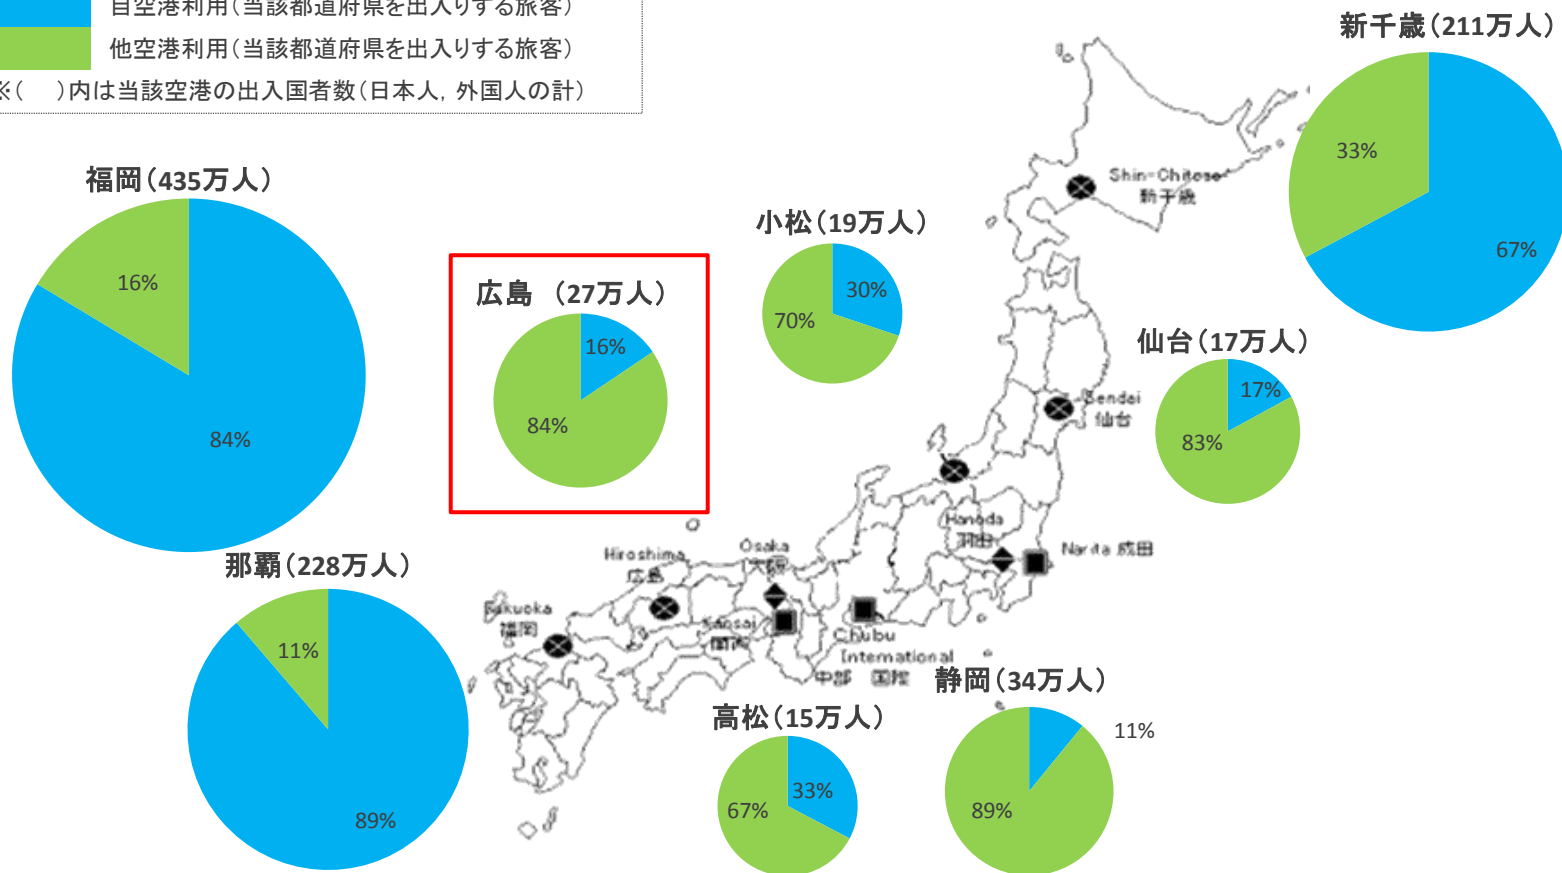 自空港利用(当該都道府県を出入りする旅客)
他空港利用(当該都道府県を出入りする旅客)
※(　)内は当該空港の出入国者数(日本人, 外国人の計)
新千歳(211万人)
33%
67%
福岡(435万人)
16%
84%
広島 (27万人)
16%
84%
小松(19万人)
30%
70%
仙台(17万人)
17%
83%
那覇(228万人)
11%
89%
高松(15万人)
33%
67%
静岡(34万人)
11%
89%
Shin-Chitose
新千歳
Sendai
仙台
Haneda
羽田
Narita 成田
Osaka
大阪
Hiroshima
広島
Fukuoka
福岡
Kansai
関西
Chubu
International
中部 国際